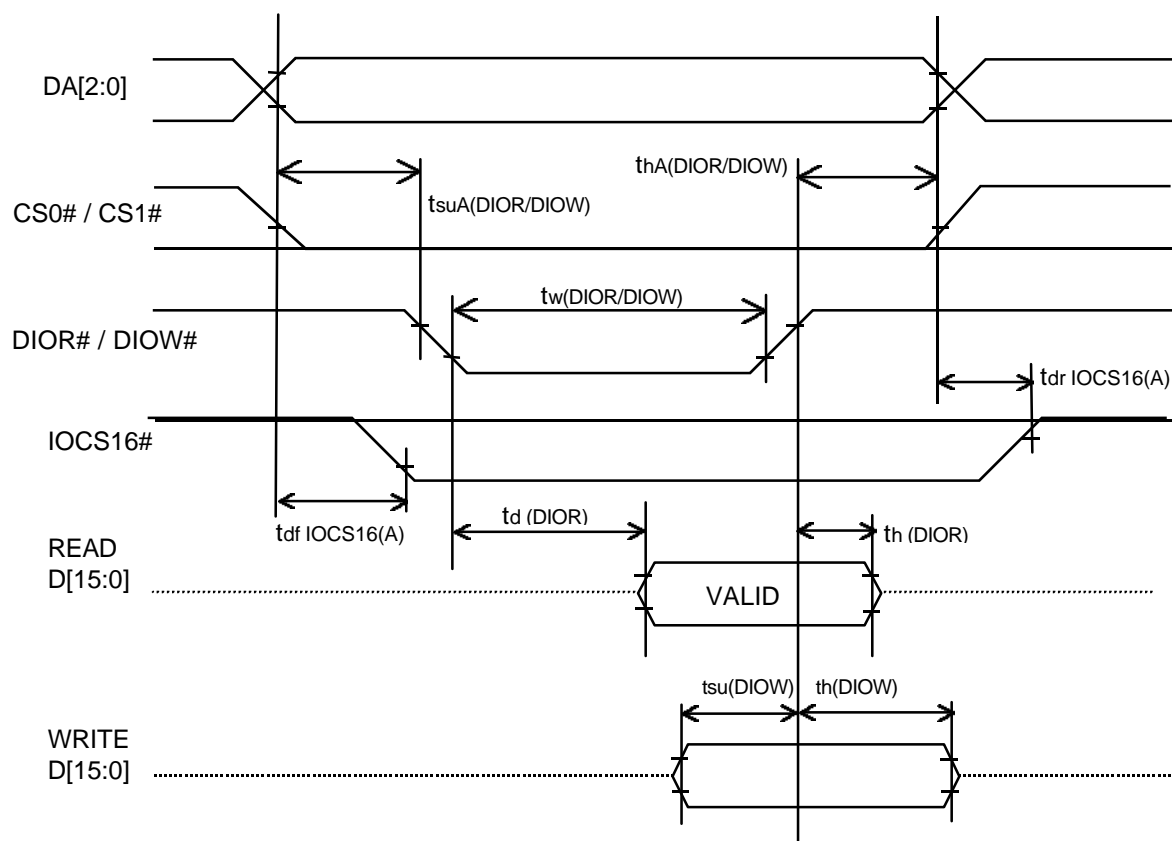 DA[2:0]
thA(DIOR/DIOW)
tsuA(DIOR/DIOW)
CS0# / CS1#
tw(DIOR/DIOW)
DIOR# / DIOW#
tdr IOCS16(A)
IOCS16#
td (DIOR)
tdf IOCS16(A)
th (DIOR)
READ
D[15:0]
VALID
tsu(DIOW)
th(DIOW)
WRITE
D[15:0]